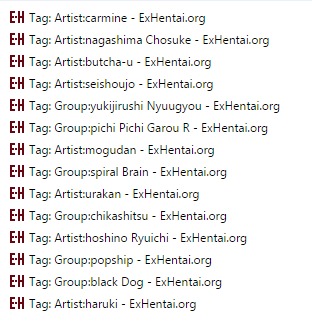 E-H Tag: Artist:carmine - ExHentai.org
E-H Tag: Artist:nagashima Chosuke - ExHentai.org
E-H Tag: Artist:butcha-u - ExHentai.org
E-H Tag: Artist:seishoujo - ExHentai.org
E-H Tag: Group:yukijirushi Nyuugyou - ExHentai.org
E-H Tag: Group:pichi Pichi Garou R - ExHentai.org
E-H Tag: Artist:mogudan - ExHentai.org
E-H Tag: Group:spiral Brain - ExHentai.org
E-H Tag: Artist:urakan - ExHentai.org
E-H Tag: Group:chikashitsu - ExHentai.org
E-H Tag: Artist:hoshino Ryuichi - ExHentai.org
E-H Tag: Group:popship - ExHentai.org
E-H Tag: Group:black Dog - ExHentai.org
E-H Tag: Artist:haruki - ExHentai.org